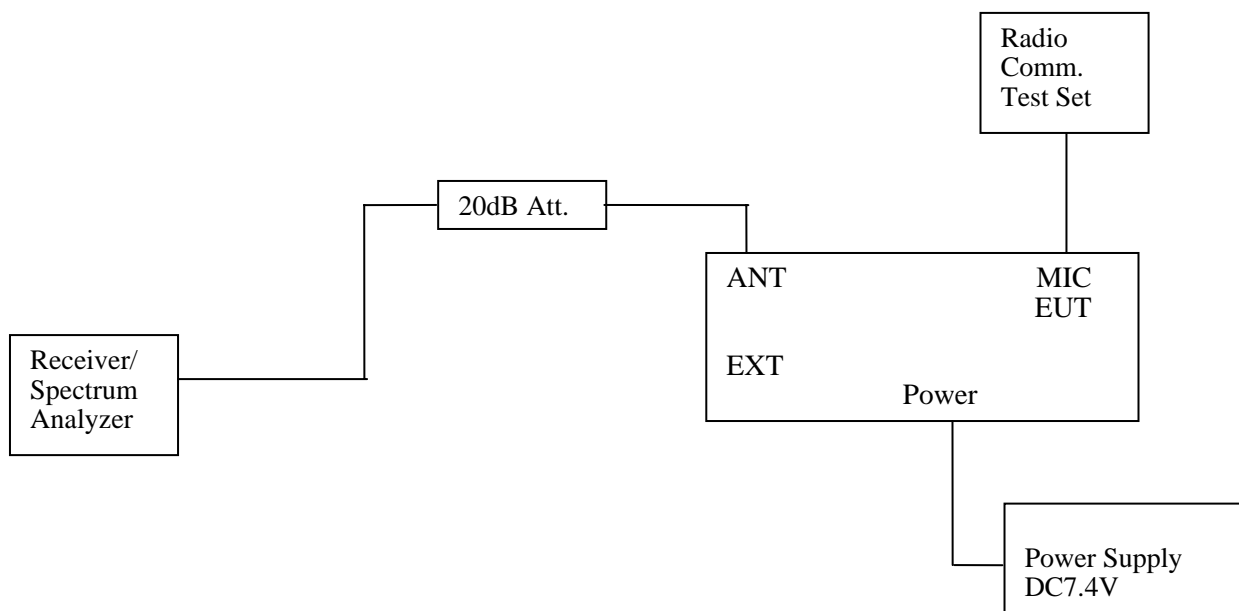 Radio
Comm.
Test Set
20dB Att.
ANT
MIC
EUT
Receiver/
Spectrum
Analyzer
EXT
Power
Power Supply
DC7.4V